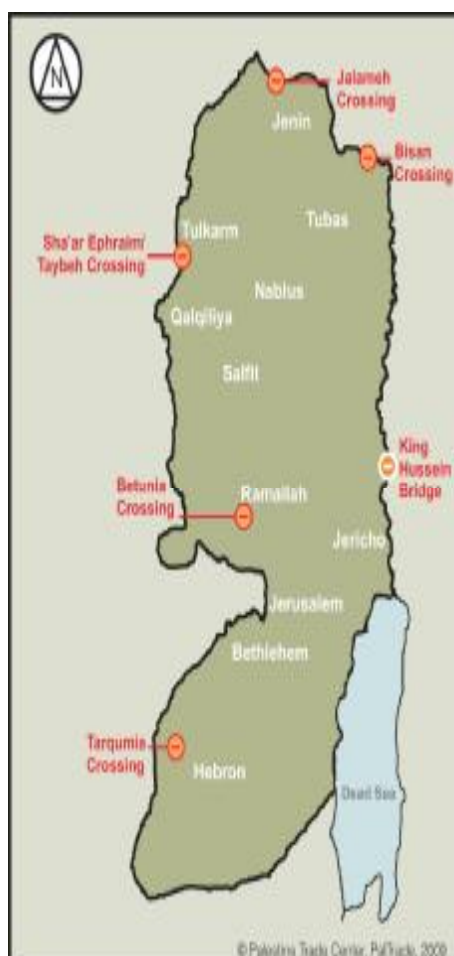 N
Jalameh
Crossing
Jenin
Bisan
Crossing
Tubas
Tulkarm
Sha'ar Ephraim/
Taybeh Crossing
Nablus
Qalqiliya
Salfit
King
Hussein
Bridge
Betunia
Crossing
Ramallah
Jericho
Jerusalem
Bethlehem
Tarqumia
Crossing
Hebron
Dead Sea
© Palestine Trade Center, PalTrade, 2009